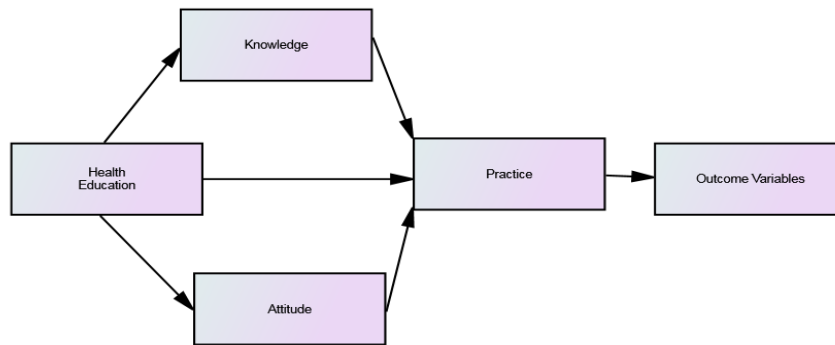 Knowledge
Health
Education
Practice
Outcome Variables
Attitude